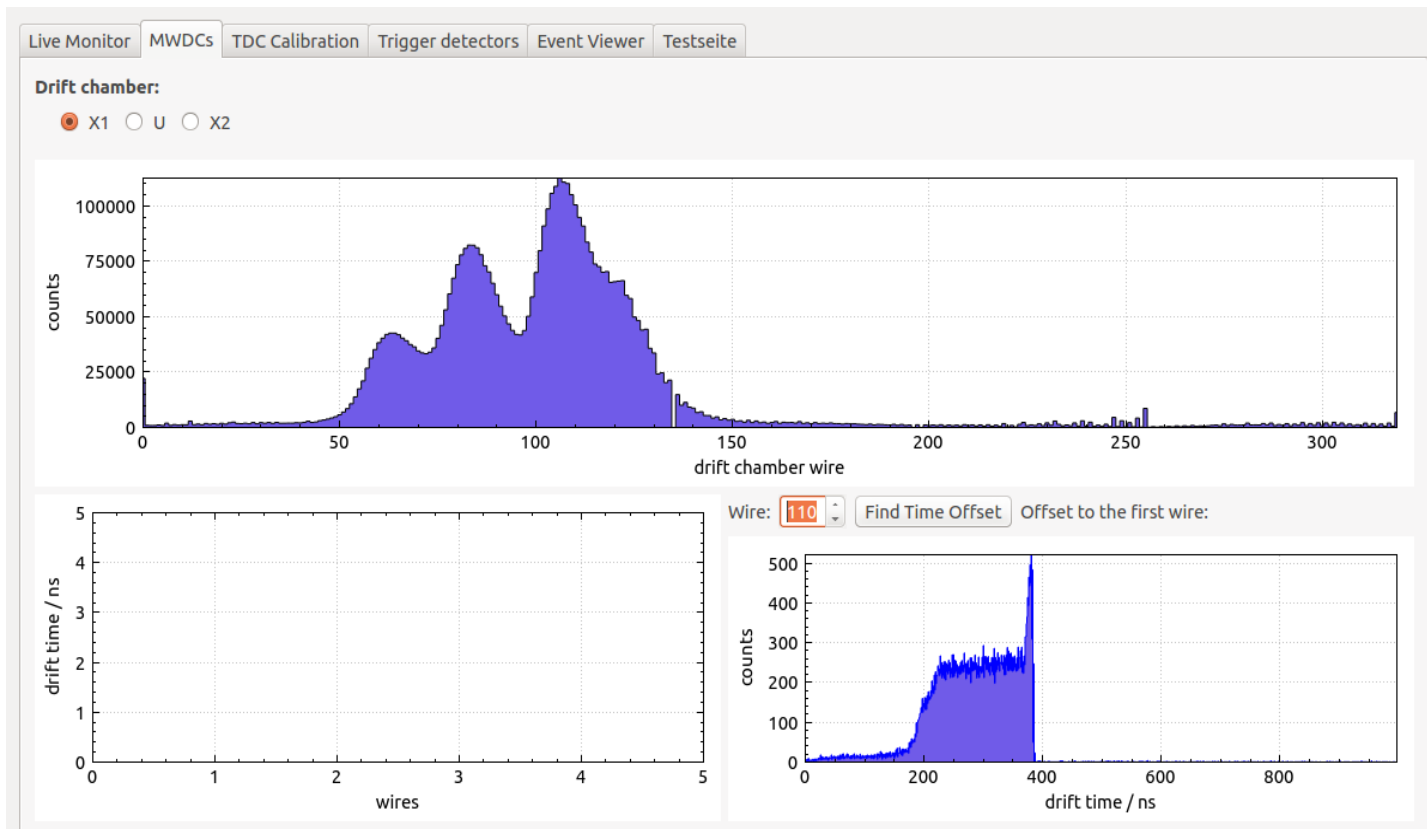 Live Monitor MWDCs TDC Calibration Trigger detectors Event Viewer Testseite
Drift chamber:
X1 U X2
100000
75000
50000
25000
0
counts
0 50 100 150 200 250 300
drift chamber wire
5
4
3
2
1
0
drift time / ns
0 1 2 3 4 5
wires
Wire: 110 Find Time Offset Offset to the first wire:
500
400
300
200
100
0
counts
0 200 400 600 800
drift time / ns